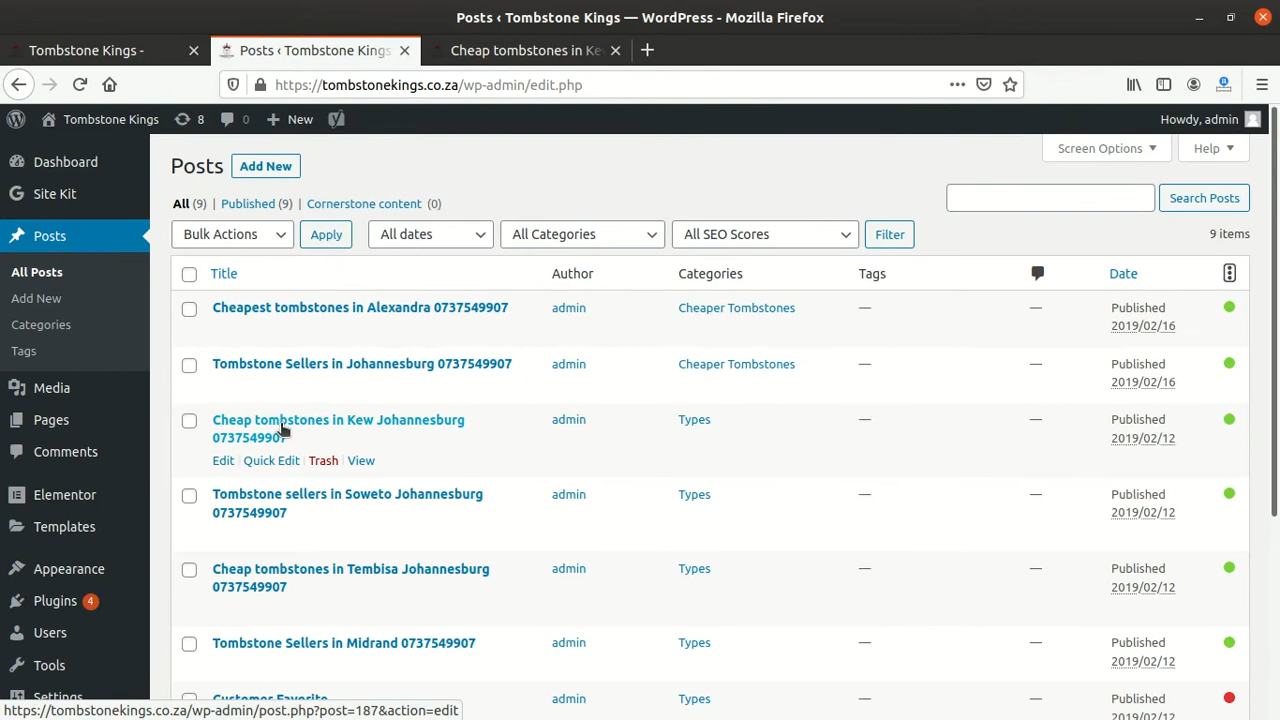 Posts ‹ Tombstone Kings — WordPress - Mozilla Firefox
Tombstone Kings -
Posts ‹ Tombstone Kings
Cheap tombstones in Kew
https://tombstonekings.co.za/wp-admin/edit.php
Tombstone Kings 8 0 New Howdy, admin
Dashboard
Site Kit
Posts
All Posts
Add New
Categories
Tags
Media
Pages
Comments
Elementor
Templates
Appearance
Plugins 4
Users
Tools
Settings
Screen Options Help
Posts Add New
All (9) | Published (9) | Cornerstone content (0)
Search Posts
Bulk Actions Apply All dates All Categories All SEO Scores Filter 9 items
Title Author Categories Tags Date
Cheapest tombstones in Alexandra 0737549907 admin Cheaper Tombstones — — Published
2019/02/16
Tombstone Sellers in Johannesburg 0737549907 admin Cheaper Tombstones — — Published
2019/02/16
Cheap tombstones in Kew Johannesburg admin Types — — Published
0737549907 2019/02/12
Edit | Quick Edit | Trash | View
Tombstone sellers in Soweto Johannesburg admin Types — — Published
0737549907 2019/02/12
Cheap tombstones in Tembisa Johannesburg admin Types — — Published
0737549907 2019/02/12
Tombstone Sellers in Midrand 0737549907 admin Types — — Published
2019/02/12
Customer Favorite admin Types — — Published
2019/02/12
https://tombstonekings.co.za/wp-admin/post.php?post=187&action=edit